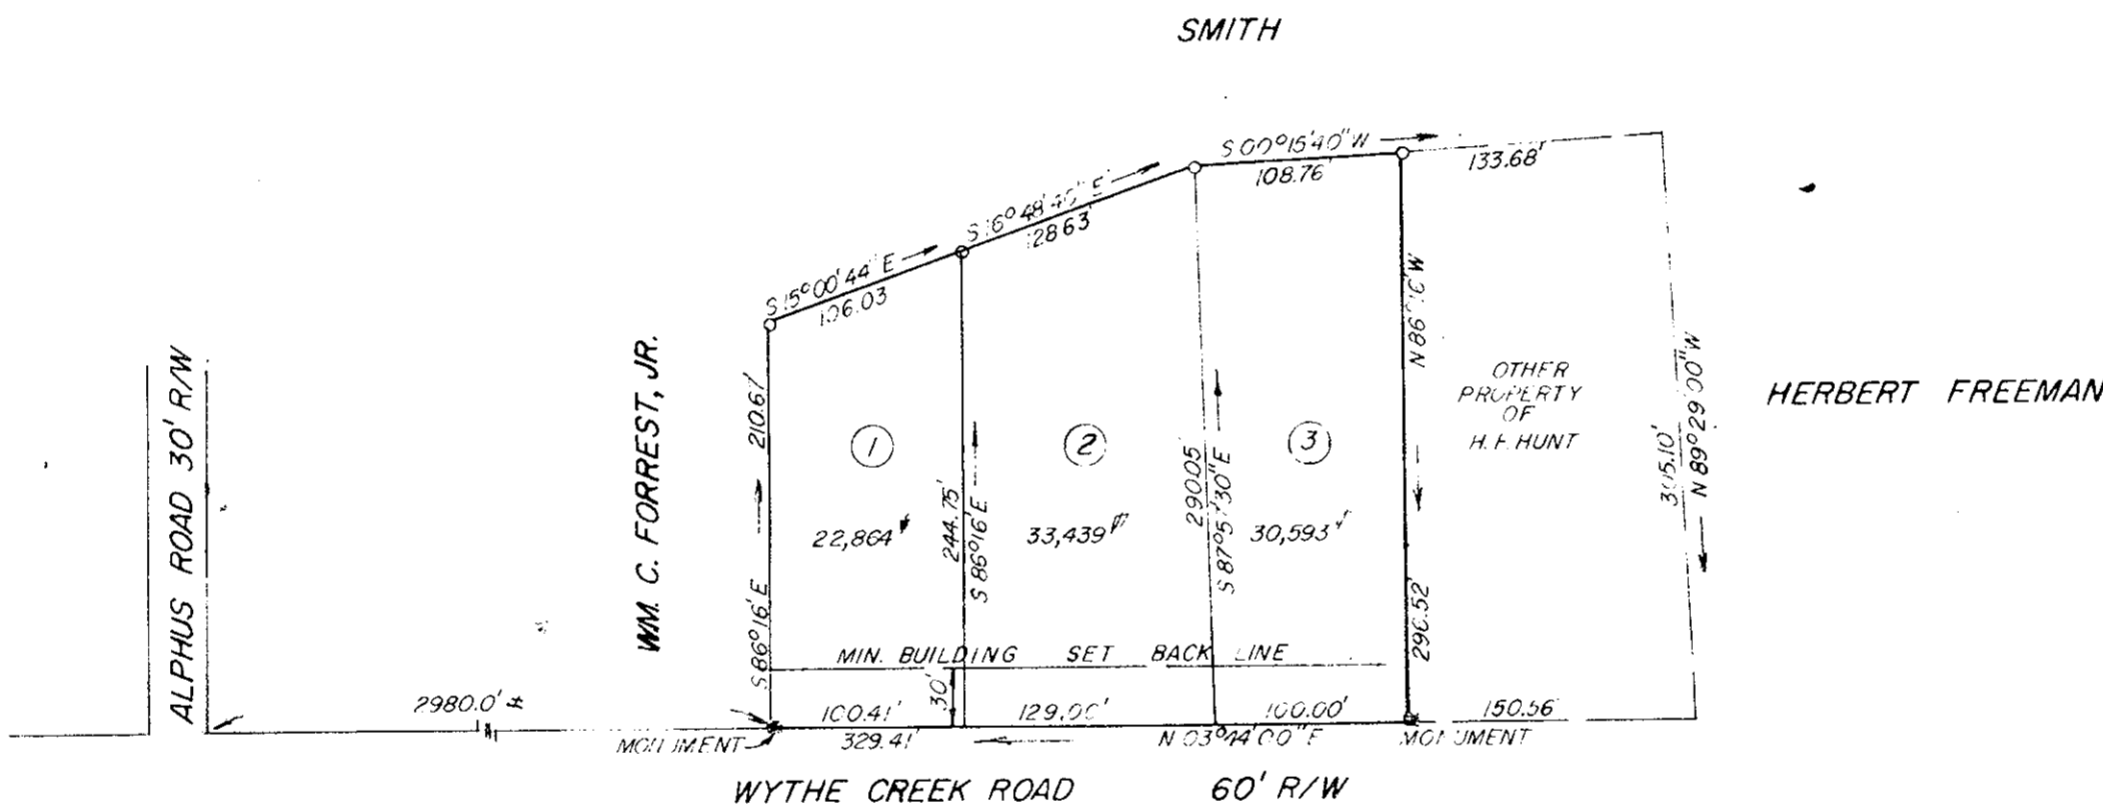 SMITH
S 00°15'40" W
108.76'
133.68'
S 16°48'40" E
128.63'
S 15°00'44" E
106.03
ALPHUS ROAD 30' R/W
WM. C. FORREST, JR.
210.67'
S 86°16' E
1
22,864
244.75'
S 86°16' E
2
33,439
290.05
S 87°57'30" E
3
30,593
N 86°16' W
296.52'
OTHER
PROPERTY
OF
H. F. HUNT
305.10'
N 89°29'00" W
HERBERT FREEMAN
MIN. BUILDING SET BACK LINE
30'
2980.0' ±
100.41'
129.00'
100.00'
150.56
MONUMENT
329.41'
N 03°44'00" E
MONUMENT
WYTHE CREEK ROAD 60' R/W